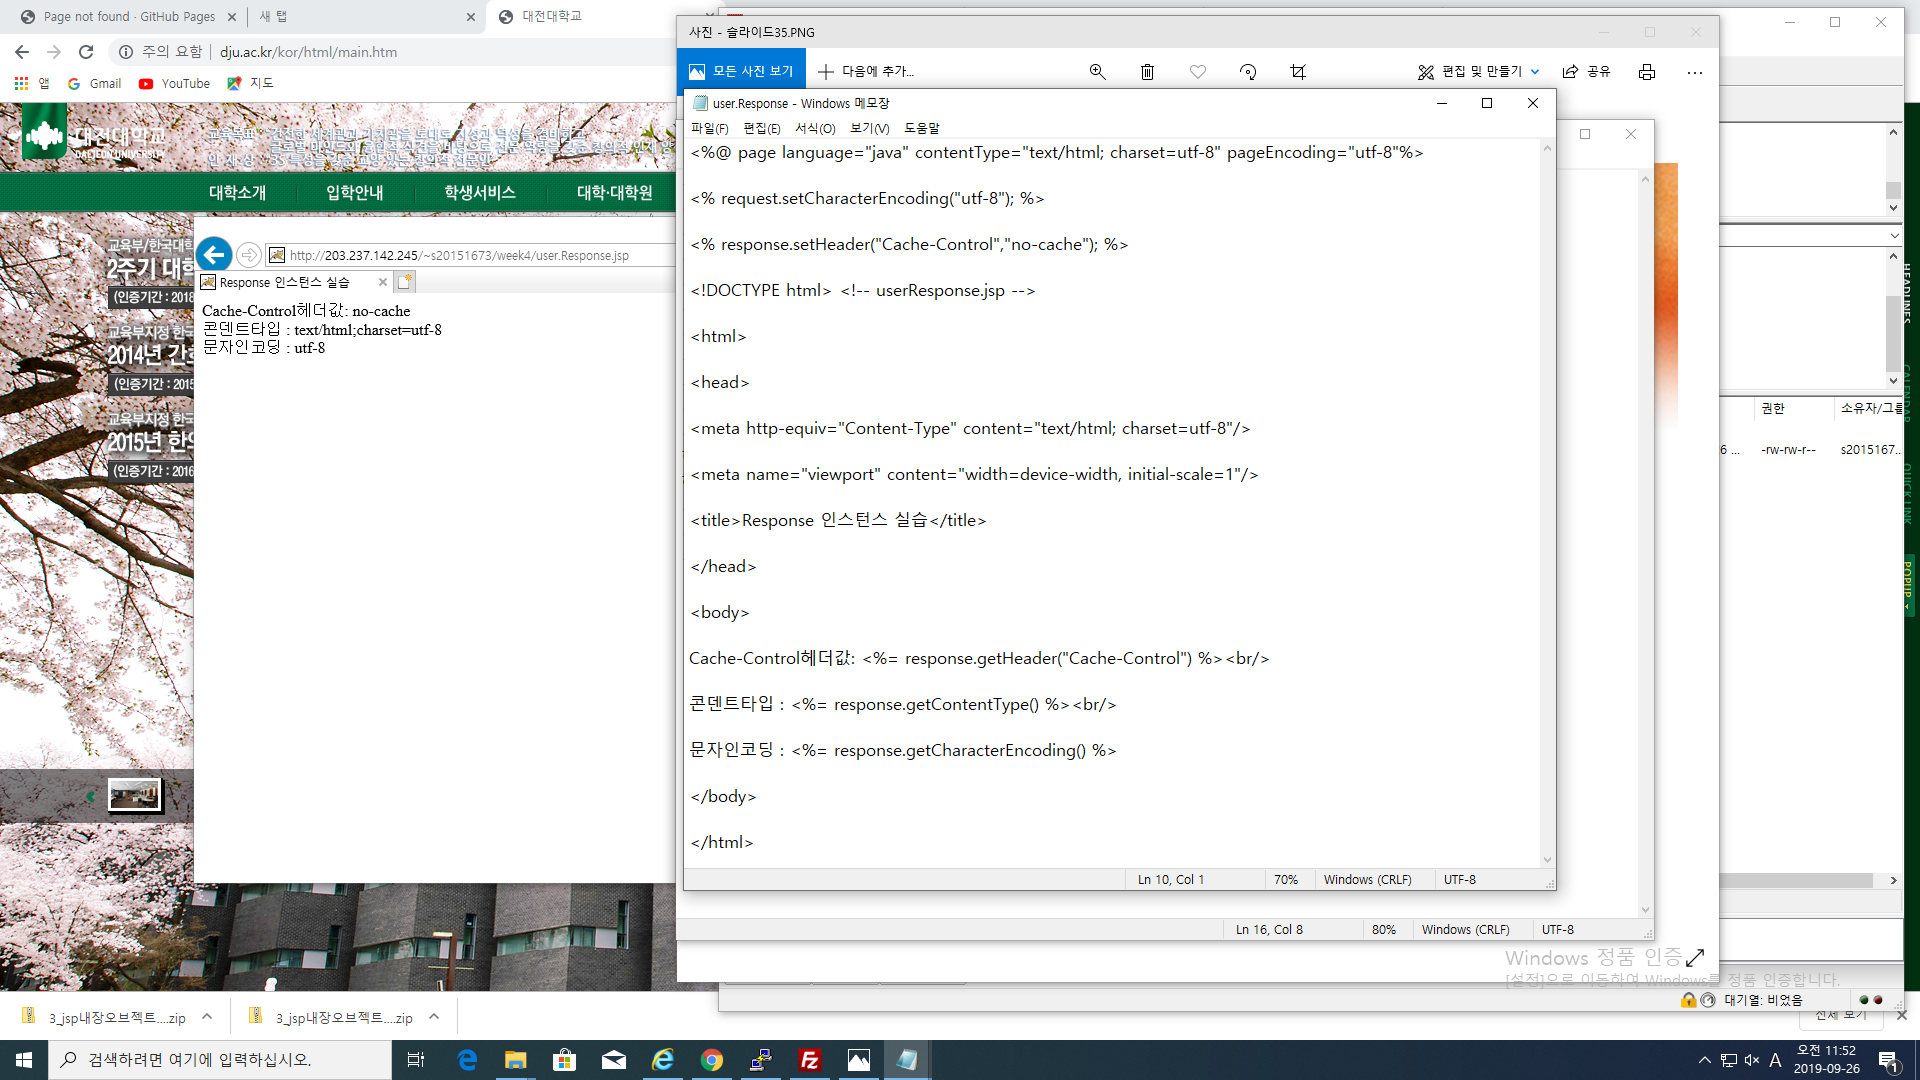 Page not found · GitHub Pages
새 탭
대전대학교
주의 요함
dju.ac.kr/kor/html/main.htm
앱
Gmail
YouTube
지도
대전대학교
DAEJEON UNIVERSITY
대학소개
입학안내
학생서비스
대학·대학원
교육부/한국대학
2주기 대학
(인증기간 : 2018
교육부지정 한국
2014년 간호
(인증기간 : 2015
교육부지정 한국
2015년 한의
(인증기간 : 2016
http://203.237.142.245/~s20151673/week4/user.Response.jsp
Response 인스턴스 실습
Cache-Control헤더값: no-cache
콘덴트타입 : text/html;charset=utf-8
문자인코딩 : utf-8
사진 - 슬라이드35.PNG
모든 사진 보기
다음에 추가...
편집 및 만들기
공유
user.Response - Windows 메모장
파일(F)
편집(E)
서식(O)
보기(V)
도움말
<%@ page language="java" contentType="text/html; charset=utf-8" pageEncoding="utf-8"%>
<% request.setCharacterEncoding("utf-8"); %>
<% response.setHeader("Cache-Control","no-cache"); %>
<!DOCTYPE html> <!-- userResponse.jsp -->
<html>
<head>
<meta http-equiv="Content-Type" content="text/html; charset=utf-8"/>
<meta name="viewport" content="width=device-width, initial-scale=1"/>
<title>Response 인스턴스 실습</title>
</head>
<body>
Cache-Control헤더값: <%= response.getHeader("Cache-Control") %><br/>
콘덴트타입 : <%= response.getContentType() %><br/>
문자인코딩 : <%= response.getCharacterEncoding() %>
</body>
</html>
Ln 10, Col 1
70%
Windows (CRLF)
UTF-8
Ln 16, Col 8
80%
Windows (CRLF)
UTF-8
권한
소유자/그룹
6 ...
-rw-rw-r--
s2015167...
HEADLINES
CALENDAR
QUICK LINK
POPUP
Windows 정품 인증
[설정]으로 이동하여 Windows를 정품 인증합니다.
대기열: 비었음
전체 보기
3_jsp내장오브젝트....zip
3_jsp내장오브젝트....zip
검색하려면 여기에 입력하십시오.
A
오전 11:52
2019-09-26
1